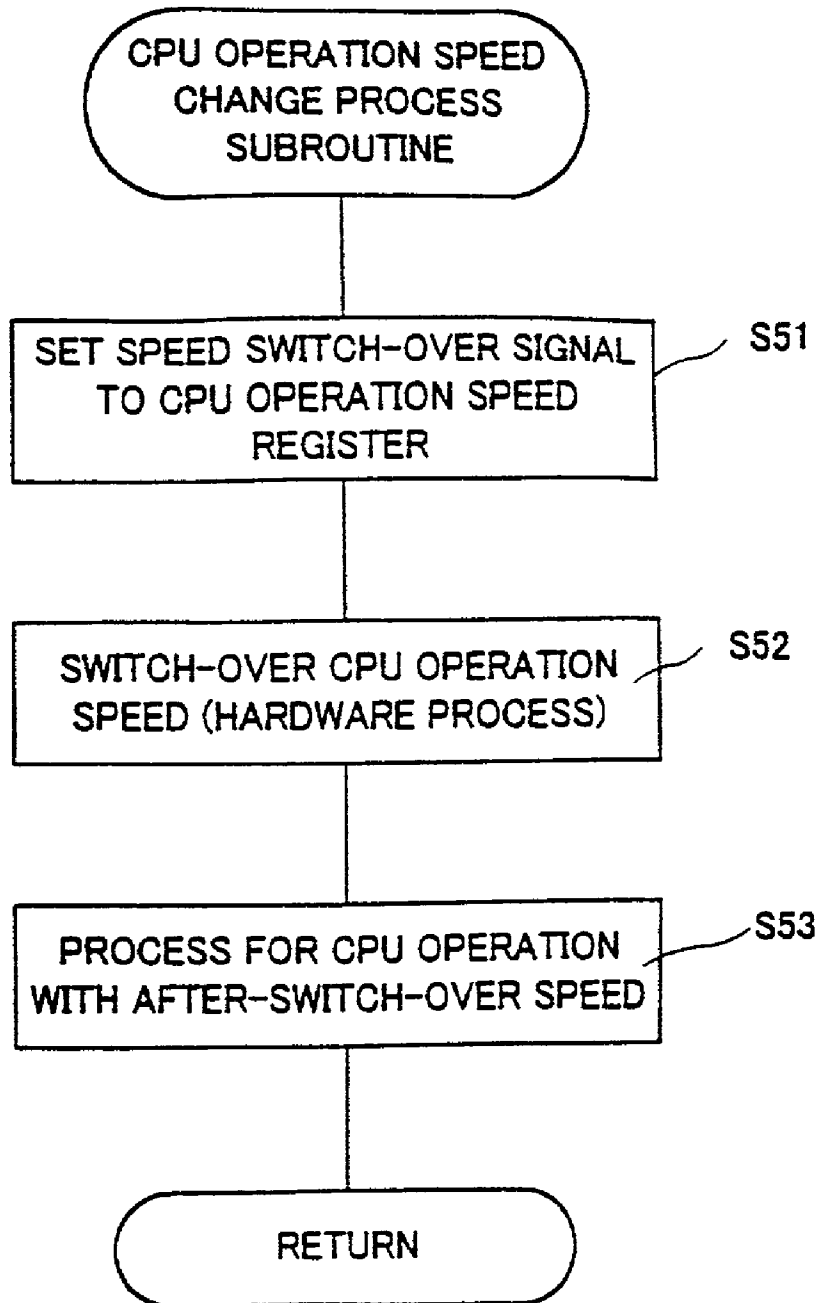 CPU OPERATION SPEED
CHANGE PROCESS
SUBROUTINE
SET SPEED SWITCH-OVER SIGNAL
TO CPU OPERATION SPEED
REGISTER
S51
SWITCH-OVER CPU OPERATION
SPEED (HARDWARE PROCESS)
S52
PROCESS FOR CPU OPERATION
WITH AFTER-SWITCH-OVER SPEED
S53
RETURN